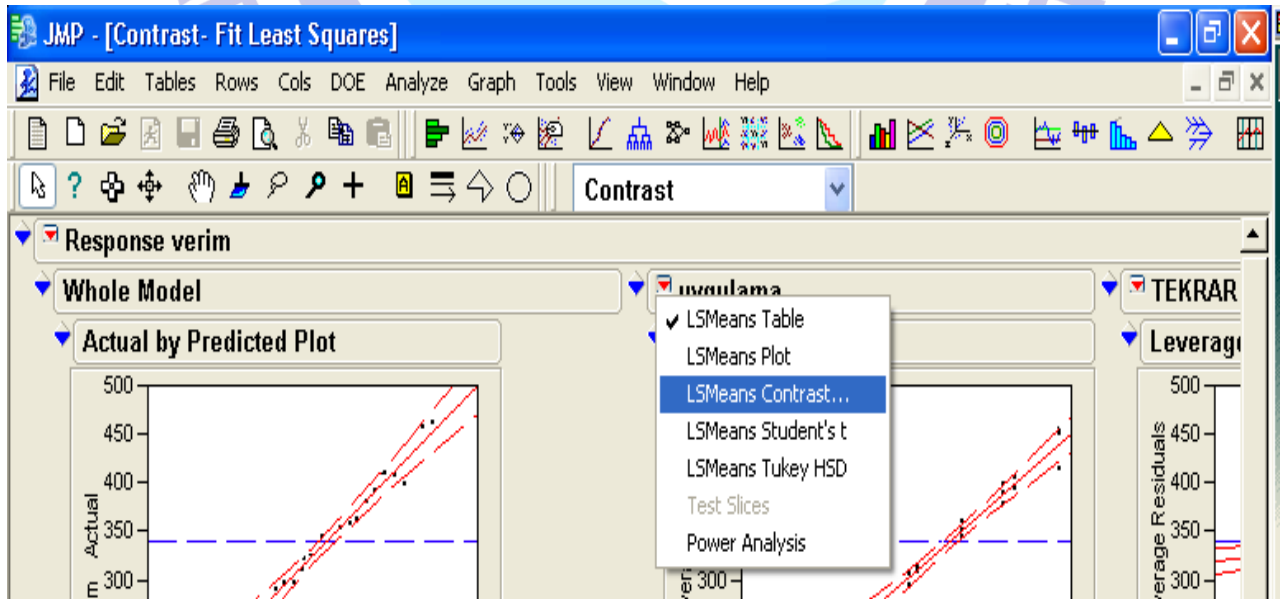 JMP - [Contrast- Fit Least Squares]
File Edit Tables Rows Cols DOE Analyze Graph Tools View Window Help
Contrast
Response verim
Whole Model
uygulama
TEKRAR
Actual by Predicted Plot
Leverag
LSMeans Table
LSMeans Plot
LSMeans Contrast...
LSMeans Student's t
LSMeans Tukey HSD
Test Slices
Power Analysis
500
450
400
350
300
Actual
m
300
500
450
400
350
300
erage Residuals